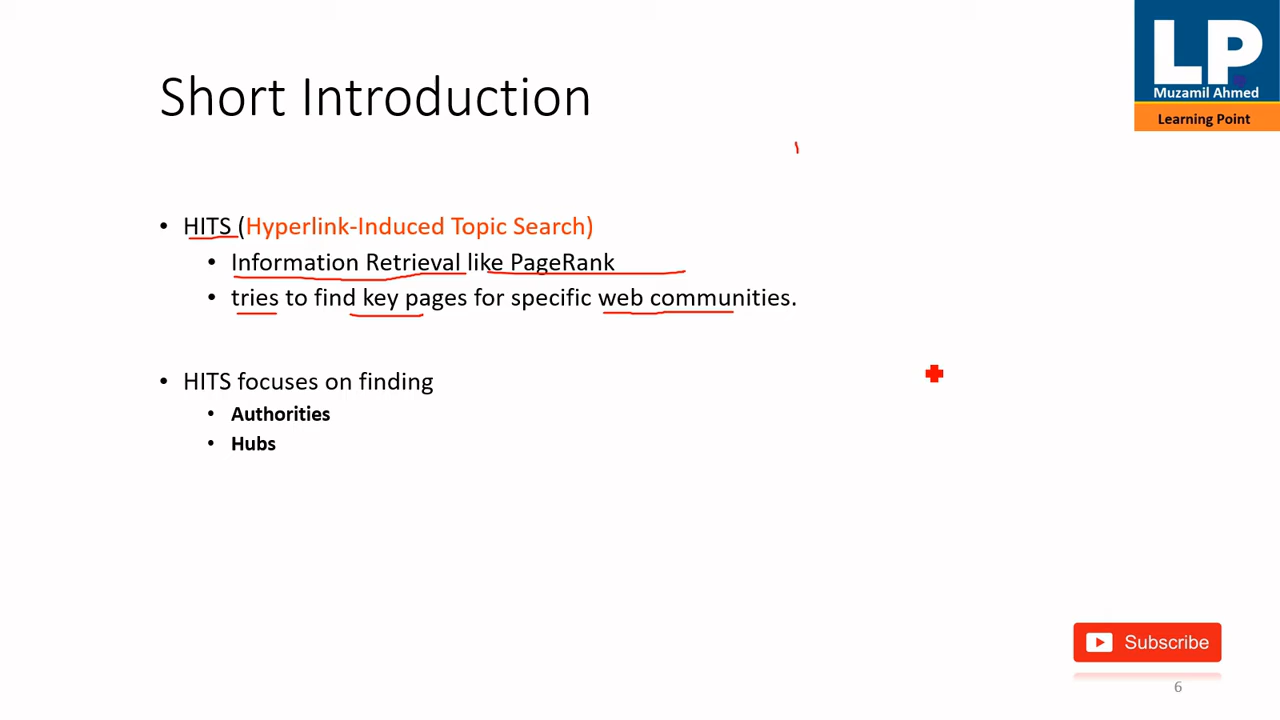 LP.
Muzamil Ahmed
Learning Point
Short Introduction
• HITS (Hyperlink-Induced Topic Search)
• Information Retrieval like PageRank
• tries to find key pages for specific web communities.
• HITS focuses on finding
• Authorities
• Hubs
Subscribe
6